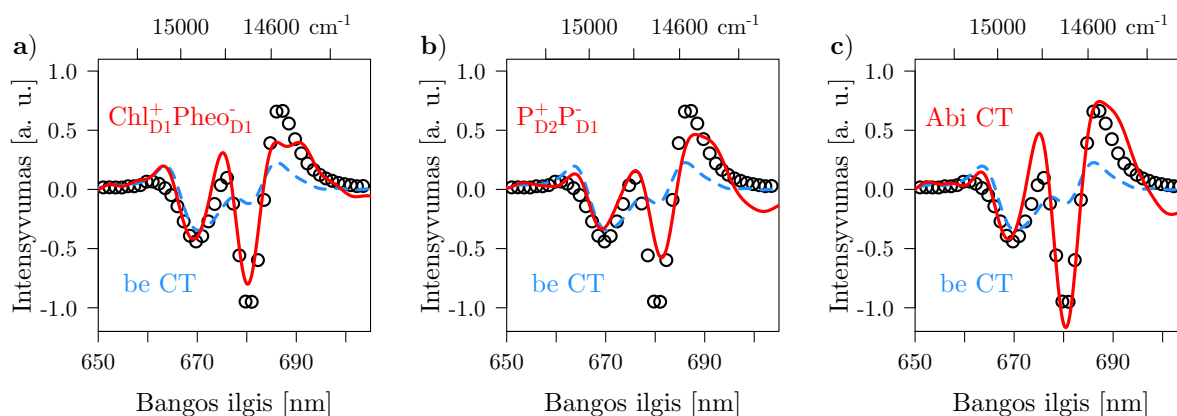 15000 14600 cm⁻¹
a)
1.0
0.5
0.0
-0.5
-1.0
Intensyvumas [a. u.]
Chl⁺D1Pheo⁻D1
be CT
650 670 690
Bangos ilgis [nm]
15000 14600 cm⁻¹
b)
1.0
0.5
0.0
-0.5
-1.0
Intensyvumas [a. u.]
P⁺D2P⁻D1
be CT
650 670 690
Bangos ilgis [nm]
15000 14600 cm⁻¹
c)
1.0
0.5
0.0
-0.5
-1.0
Intensyvumas [a. u.]
Abi CT
be CT
650 670 690
Bangos ilgis [nm]